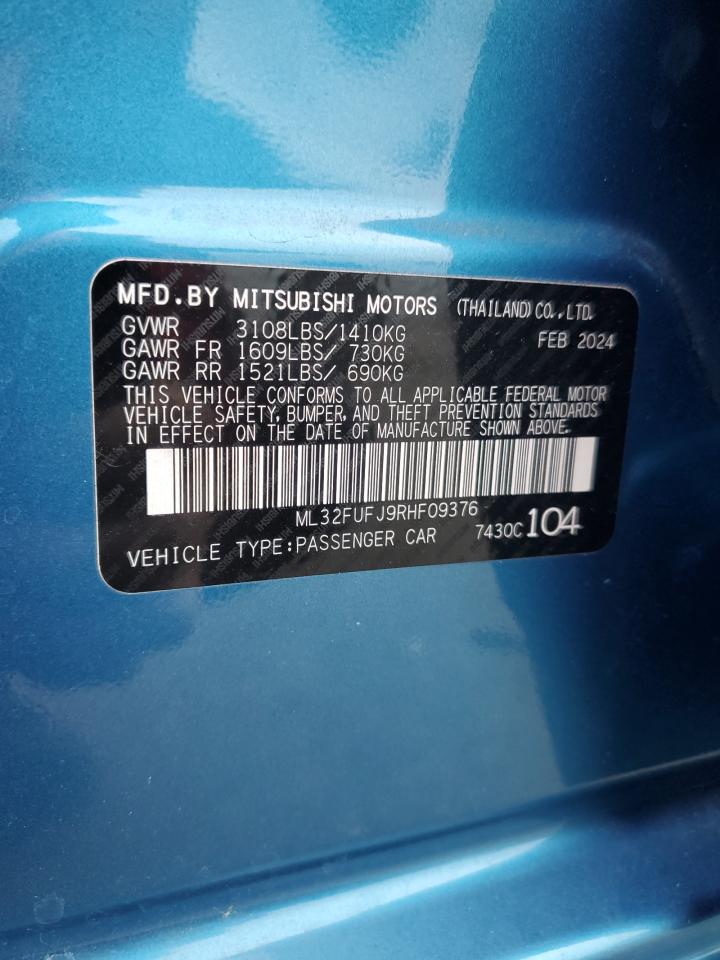 MFD.BY MITSUBISHI MOTORS (THAILAND) CO., LTD.
GVWR 3108LBS/1410KG FEB 2024
GAWR FR 1609LBS/ 730KG
GAWR RR 1521LBS/ 690KG
THIS VEHICLE CONFORMS TO ALL APPLICABLE FEDERAL MOTOR
VEHICLE SAFETY, BUMPER, AND THEFT PREVENTION STANDARDS
IN EFFECT ON THE DATE OF MANUFACTURE SHOWN ABOVE.
ML32FUFJ9RHF09376
VEHICLE TYPE:PASSENGER CAR 7430C 104